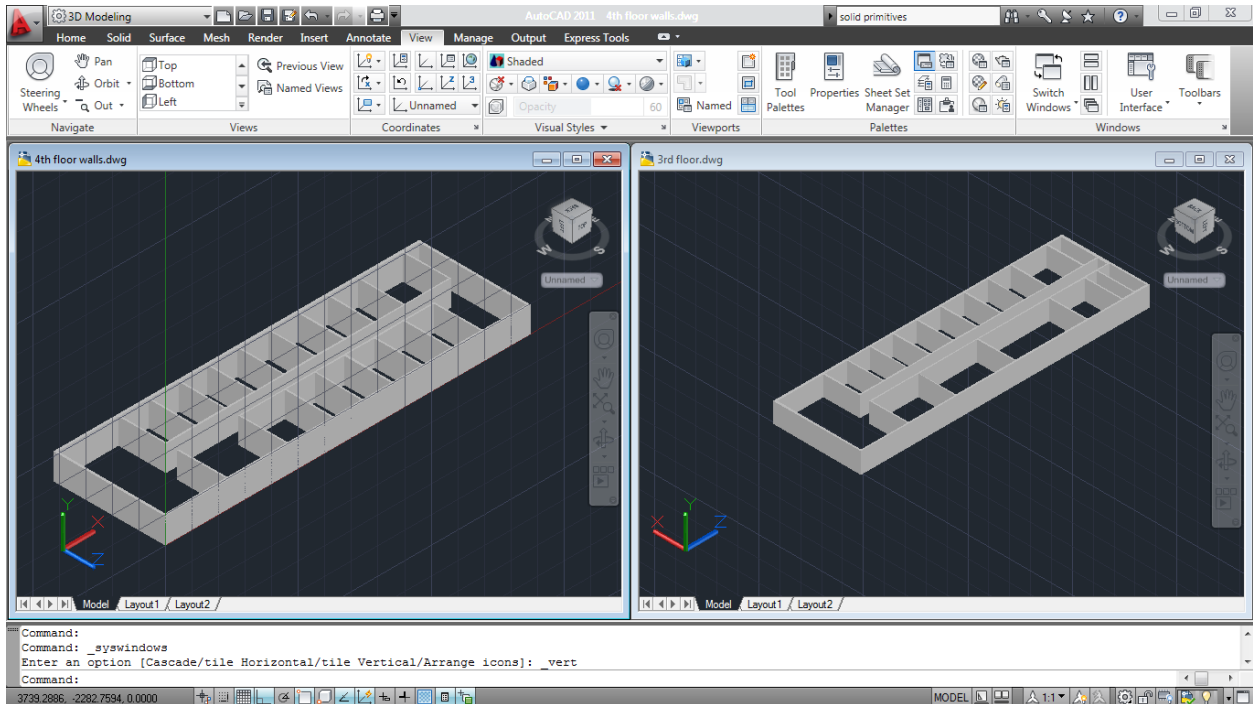 3D Modeling AutoCAD 2011 4th floor walls.dwg solid primitives
Home Solid Surface Mesh Render Insert Annotate View Manage Output Express Tools
Pan Top Previous View Shaded
Steering Wheels Orbit Bottom Named Views Tool Palettes Properties Sheet Set Manager Switch Windows User Interface Toolbars
Out Left Unnamed Opacity 60 Named
Navigate Views Coordinates Visual Styles Viewports Palettes Windows
4th floor walls.dwg 3rd floor.dwg
TOP
W S W S
Unnamed Unnamed
Y Y
X X Z
Z
Model Layout1 Layout2 Model Layout1 Layout2
Command:
Command: _syswindows
Enter an option [Cascade/tile Horizontal/tile Vertical/Arrange icons]: _vert
Command:
3739.2886, -2282.7594, 0.0000 MODEL 1:1